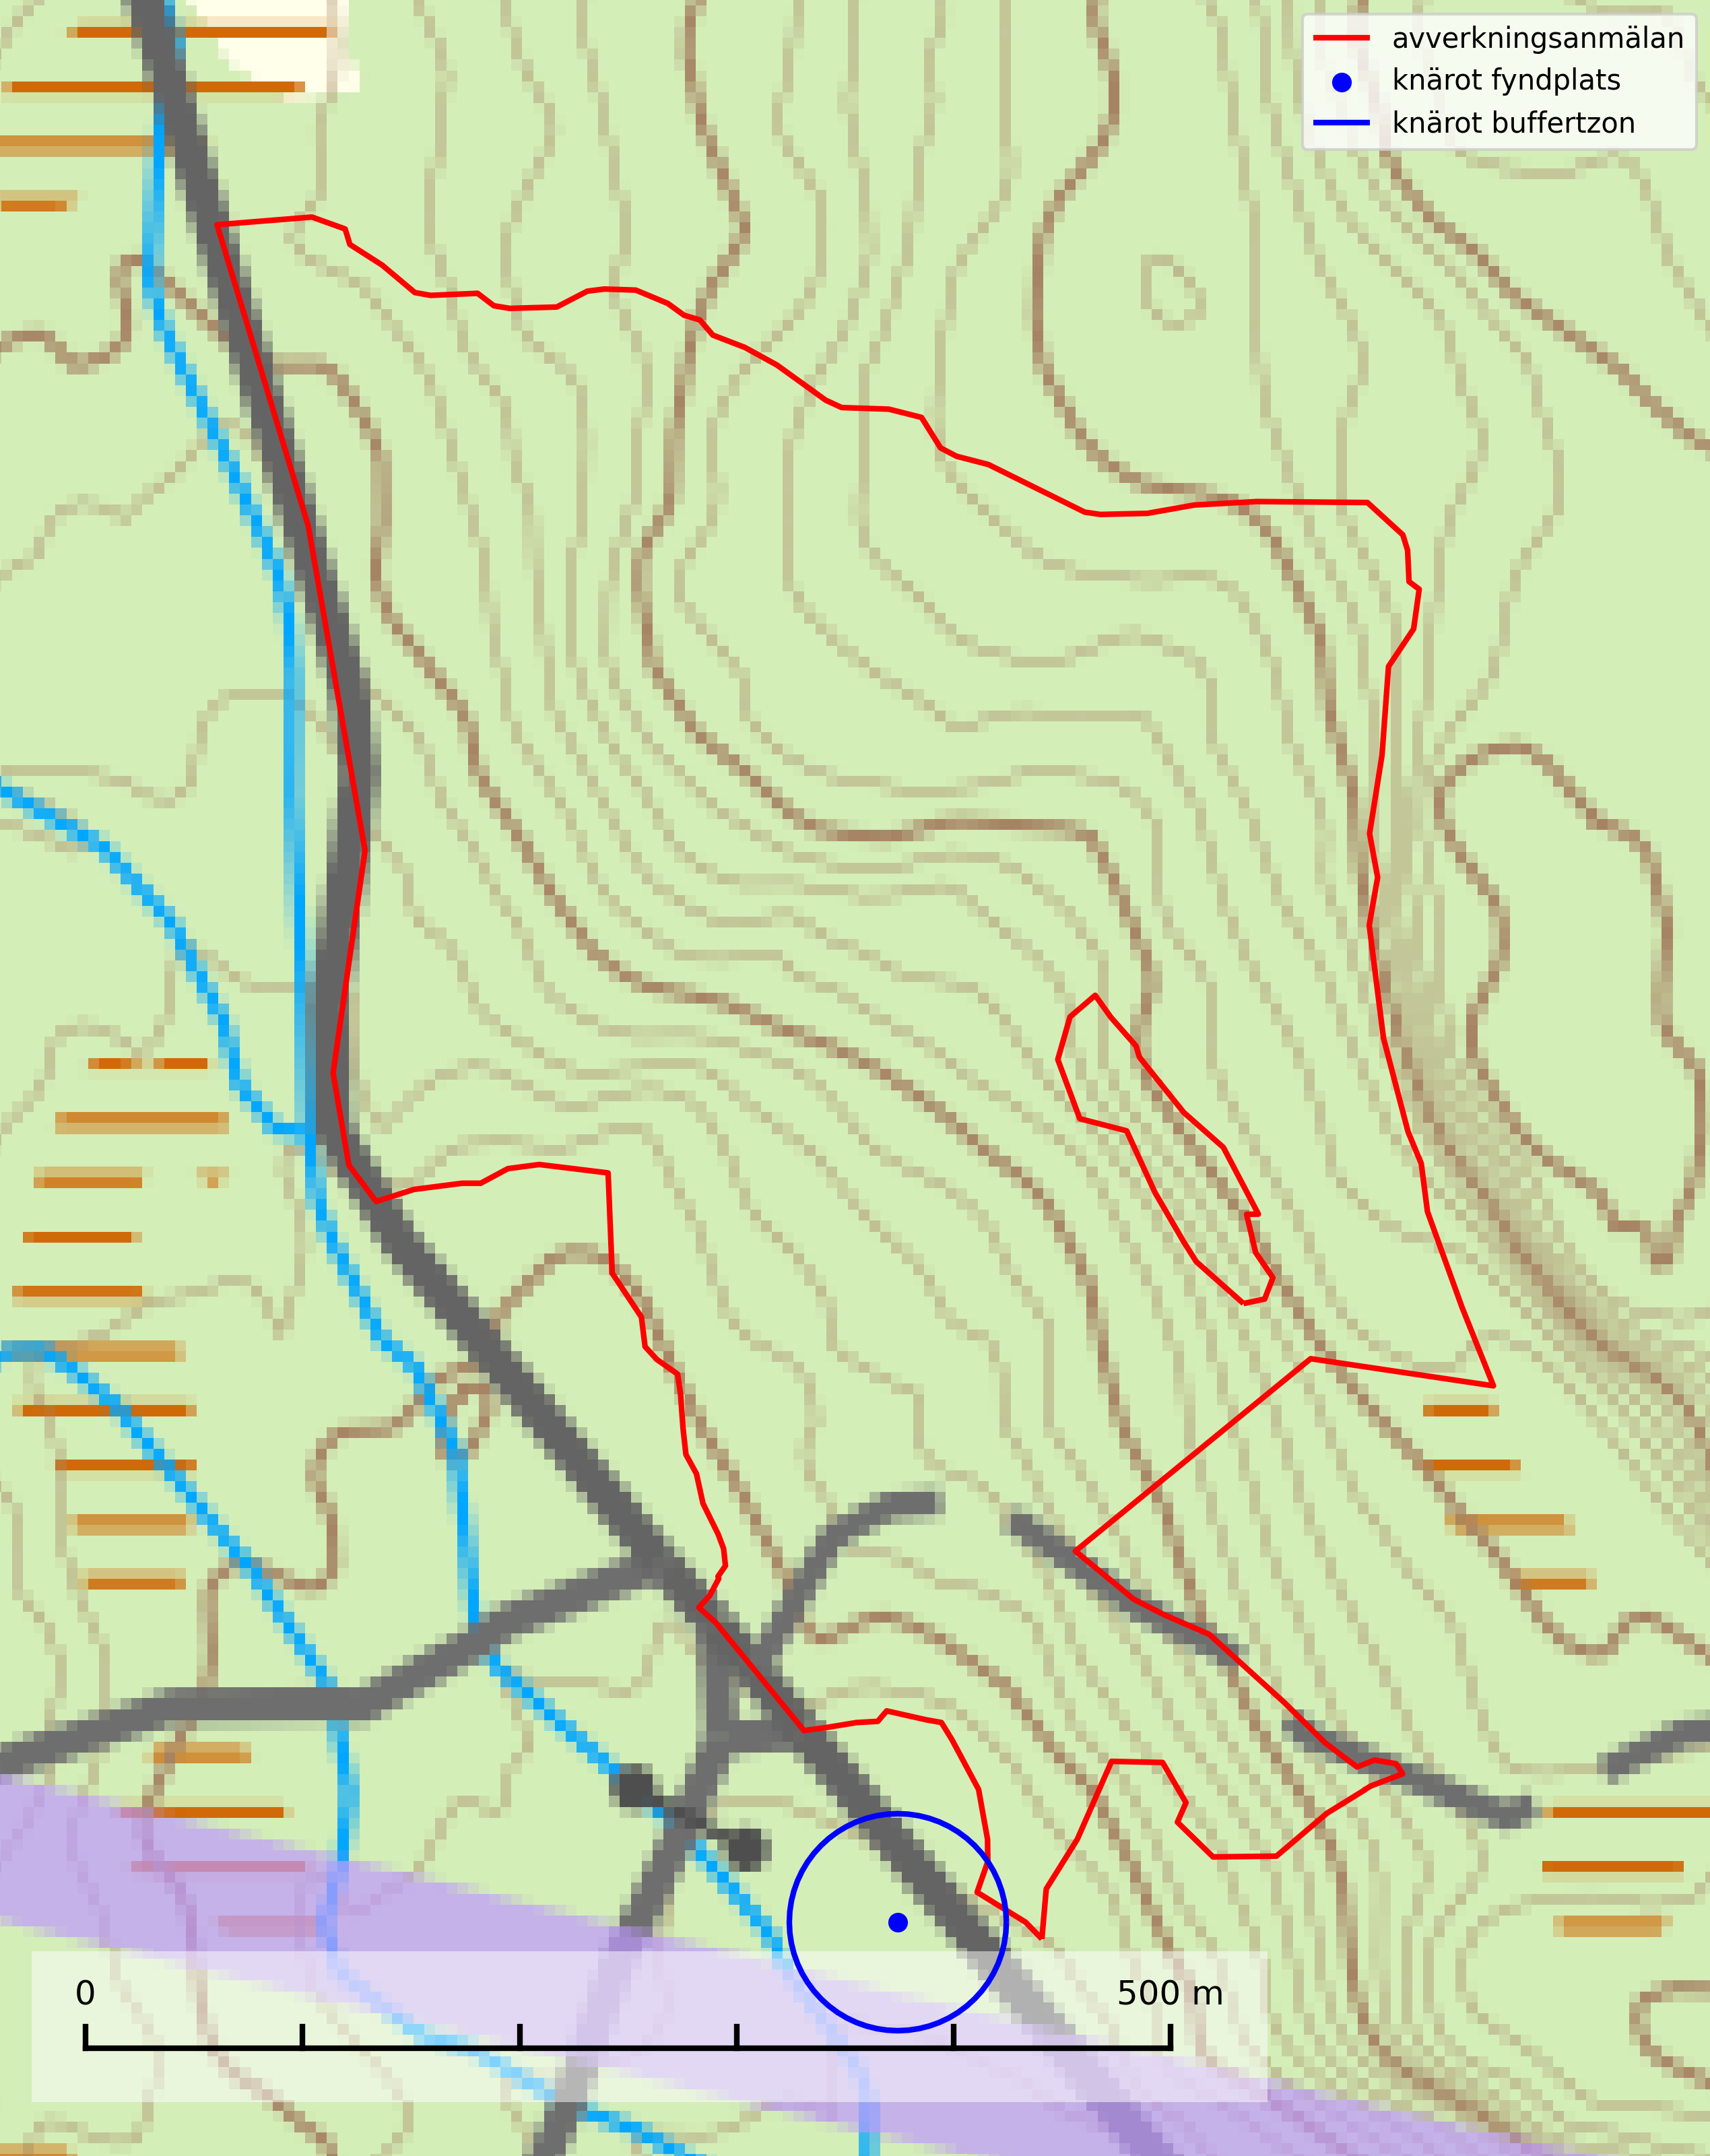 avverkningsanmälan
knärot fyndplats
knärot buffertzon
0
500 m